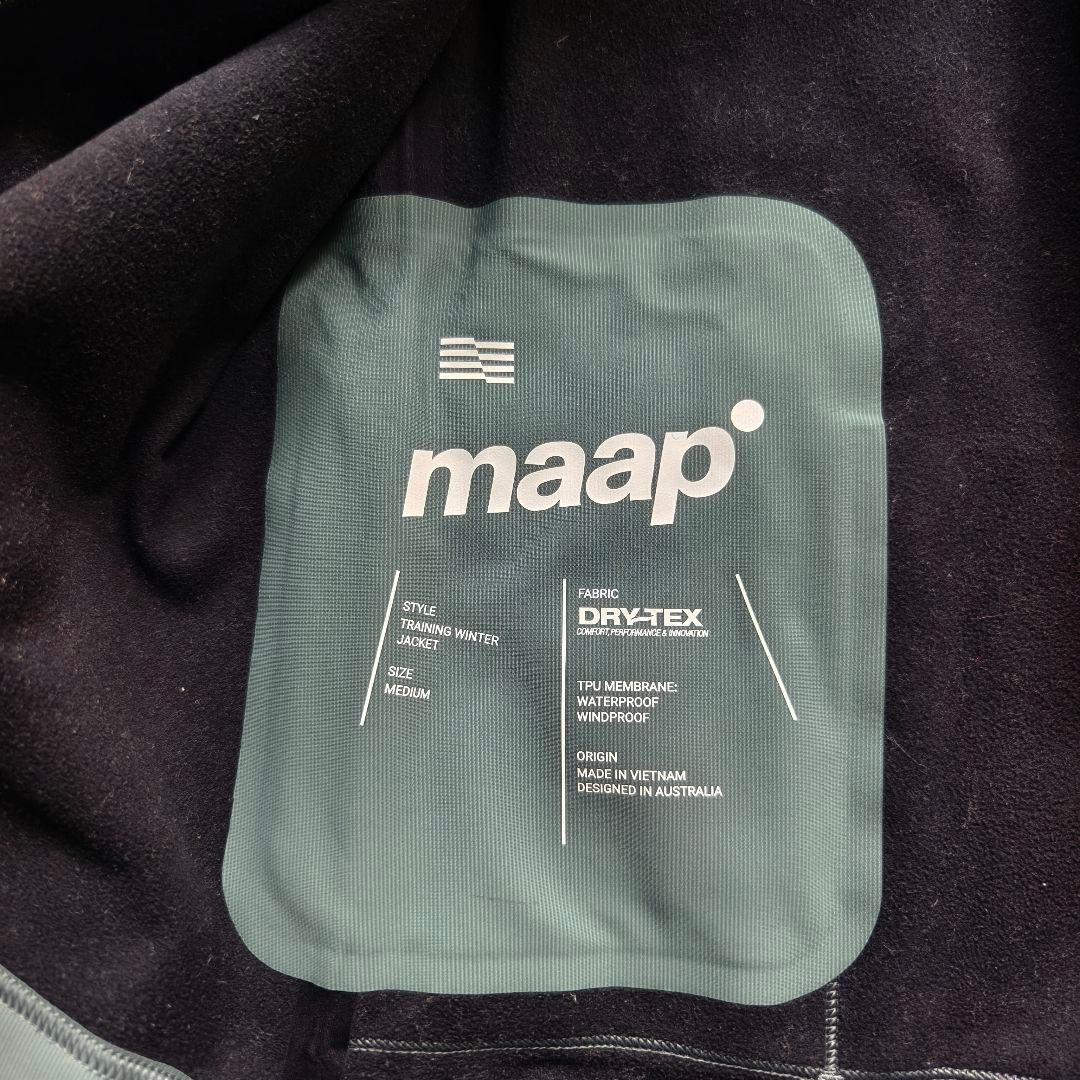 maap
STYLE
TRAINING WINTER
JACKET
SIZE
MEDIUM
FABRIC
DRY-TEX
COMFORT, PERFORMANCE & INNOVATION
TPU MEMBRANE:
WATERPROOF
WINDPROOF
ORIGIN
MADE IN VIETNAM
DESIGNED IN AUSTRALIA